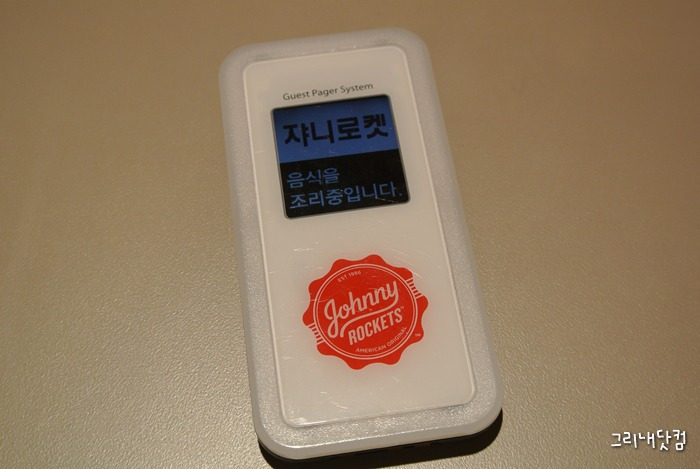 Guest Pager System
쟈니로켓
음식을
조리중입니다.
EST 1986
Johnny
ROCKETS
AMERICAN ORIGINAL
TM
그리내닷컴